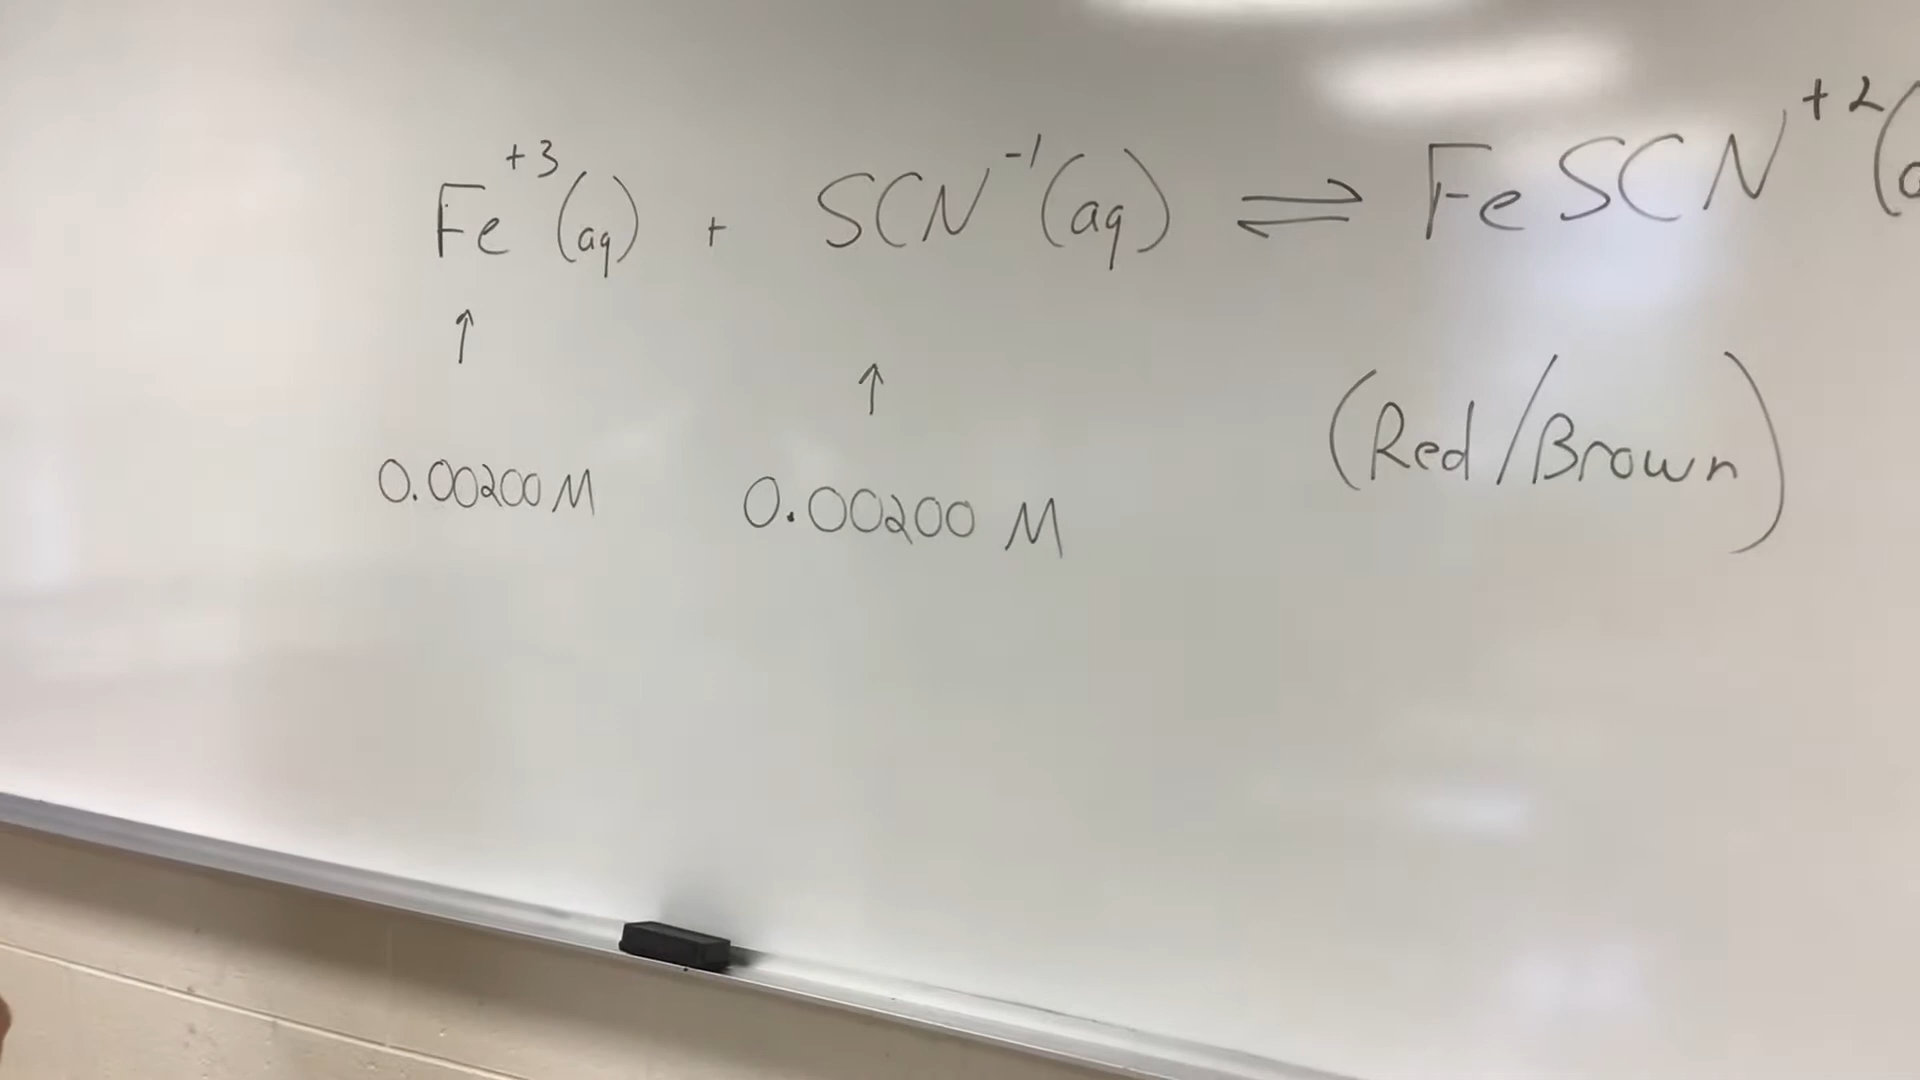 Fe⁺³(aq) + SCN⁻¹(aq) ⇌ FeSCN⁺²(a
↑ ↑
0.00200 M 0.00200 M (Red/Brown)